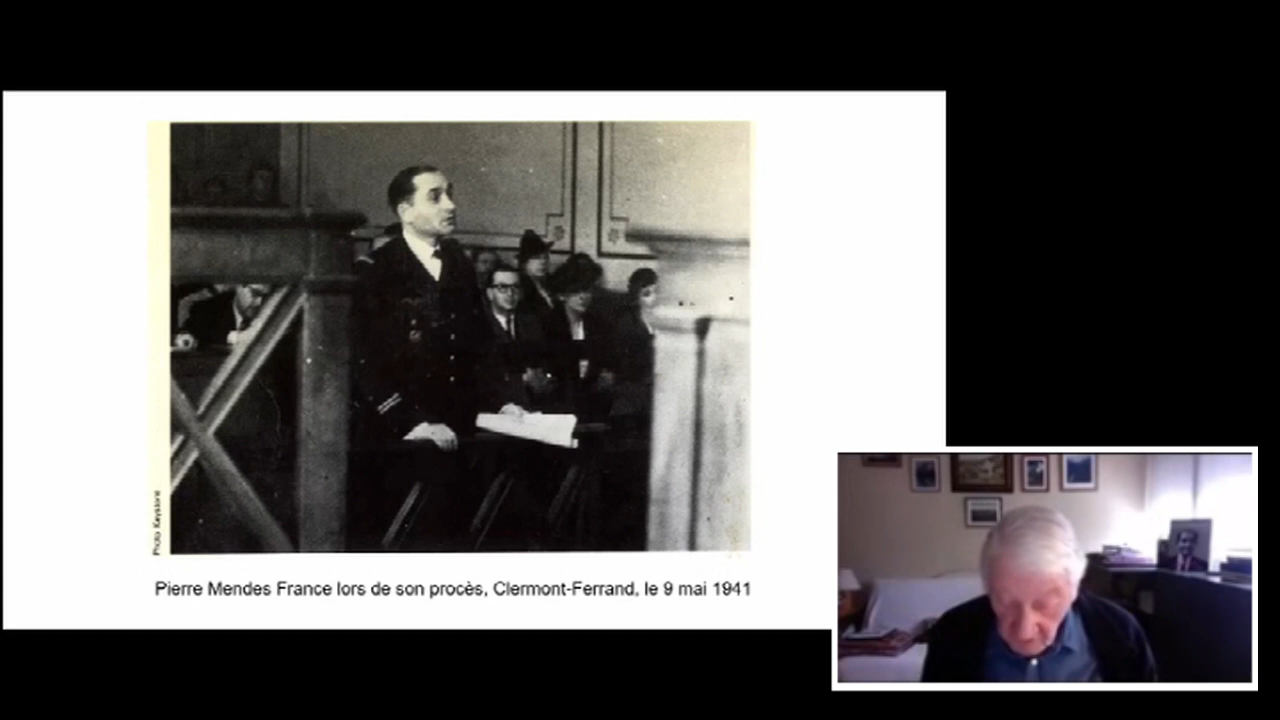 Photo Keystone
Pierre Mendes France lors de son procès, Clermont-Ferrand, le 9 mai 1941